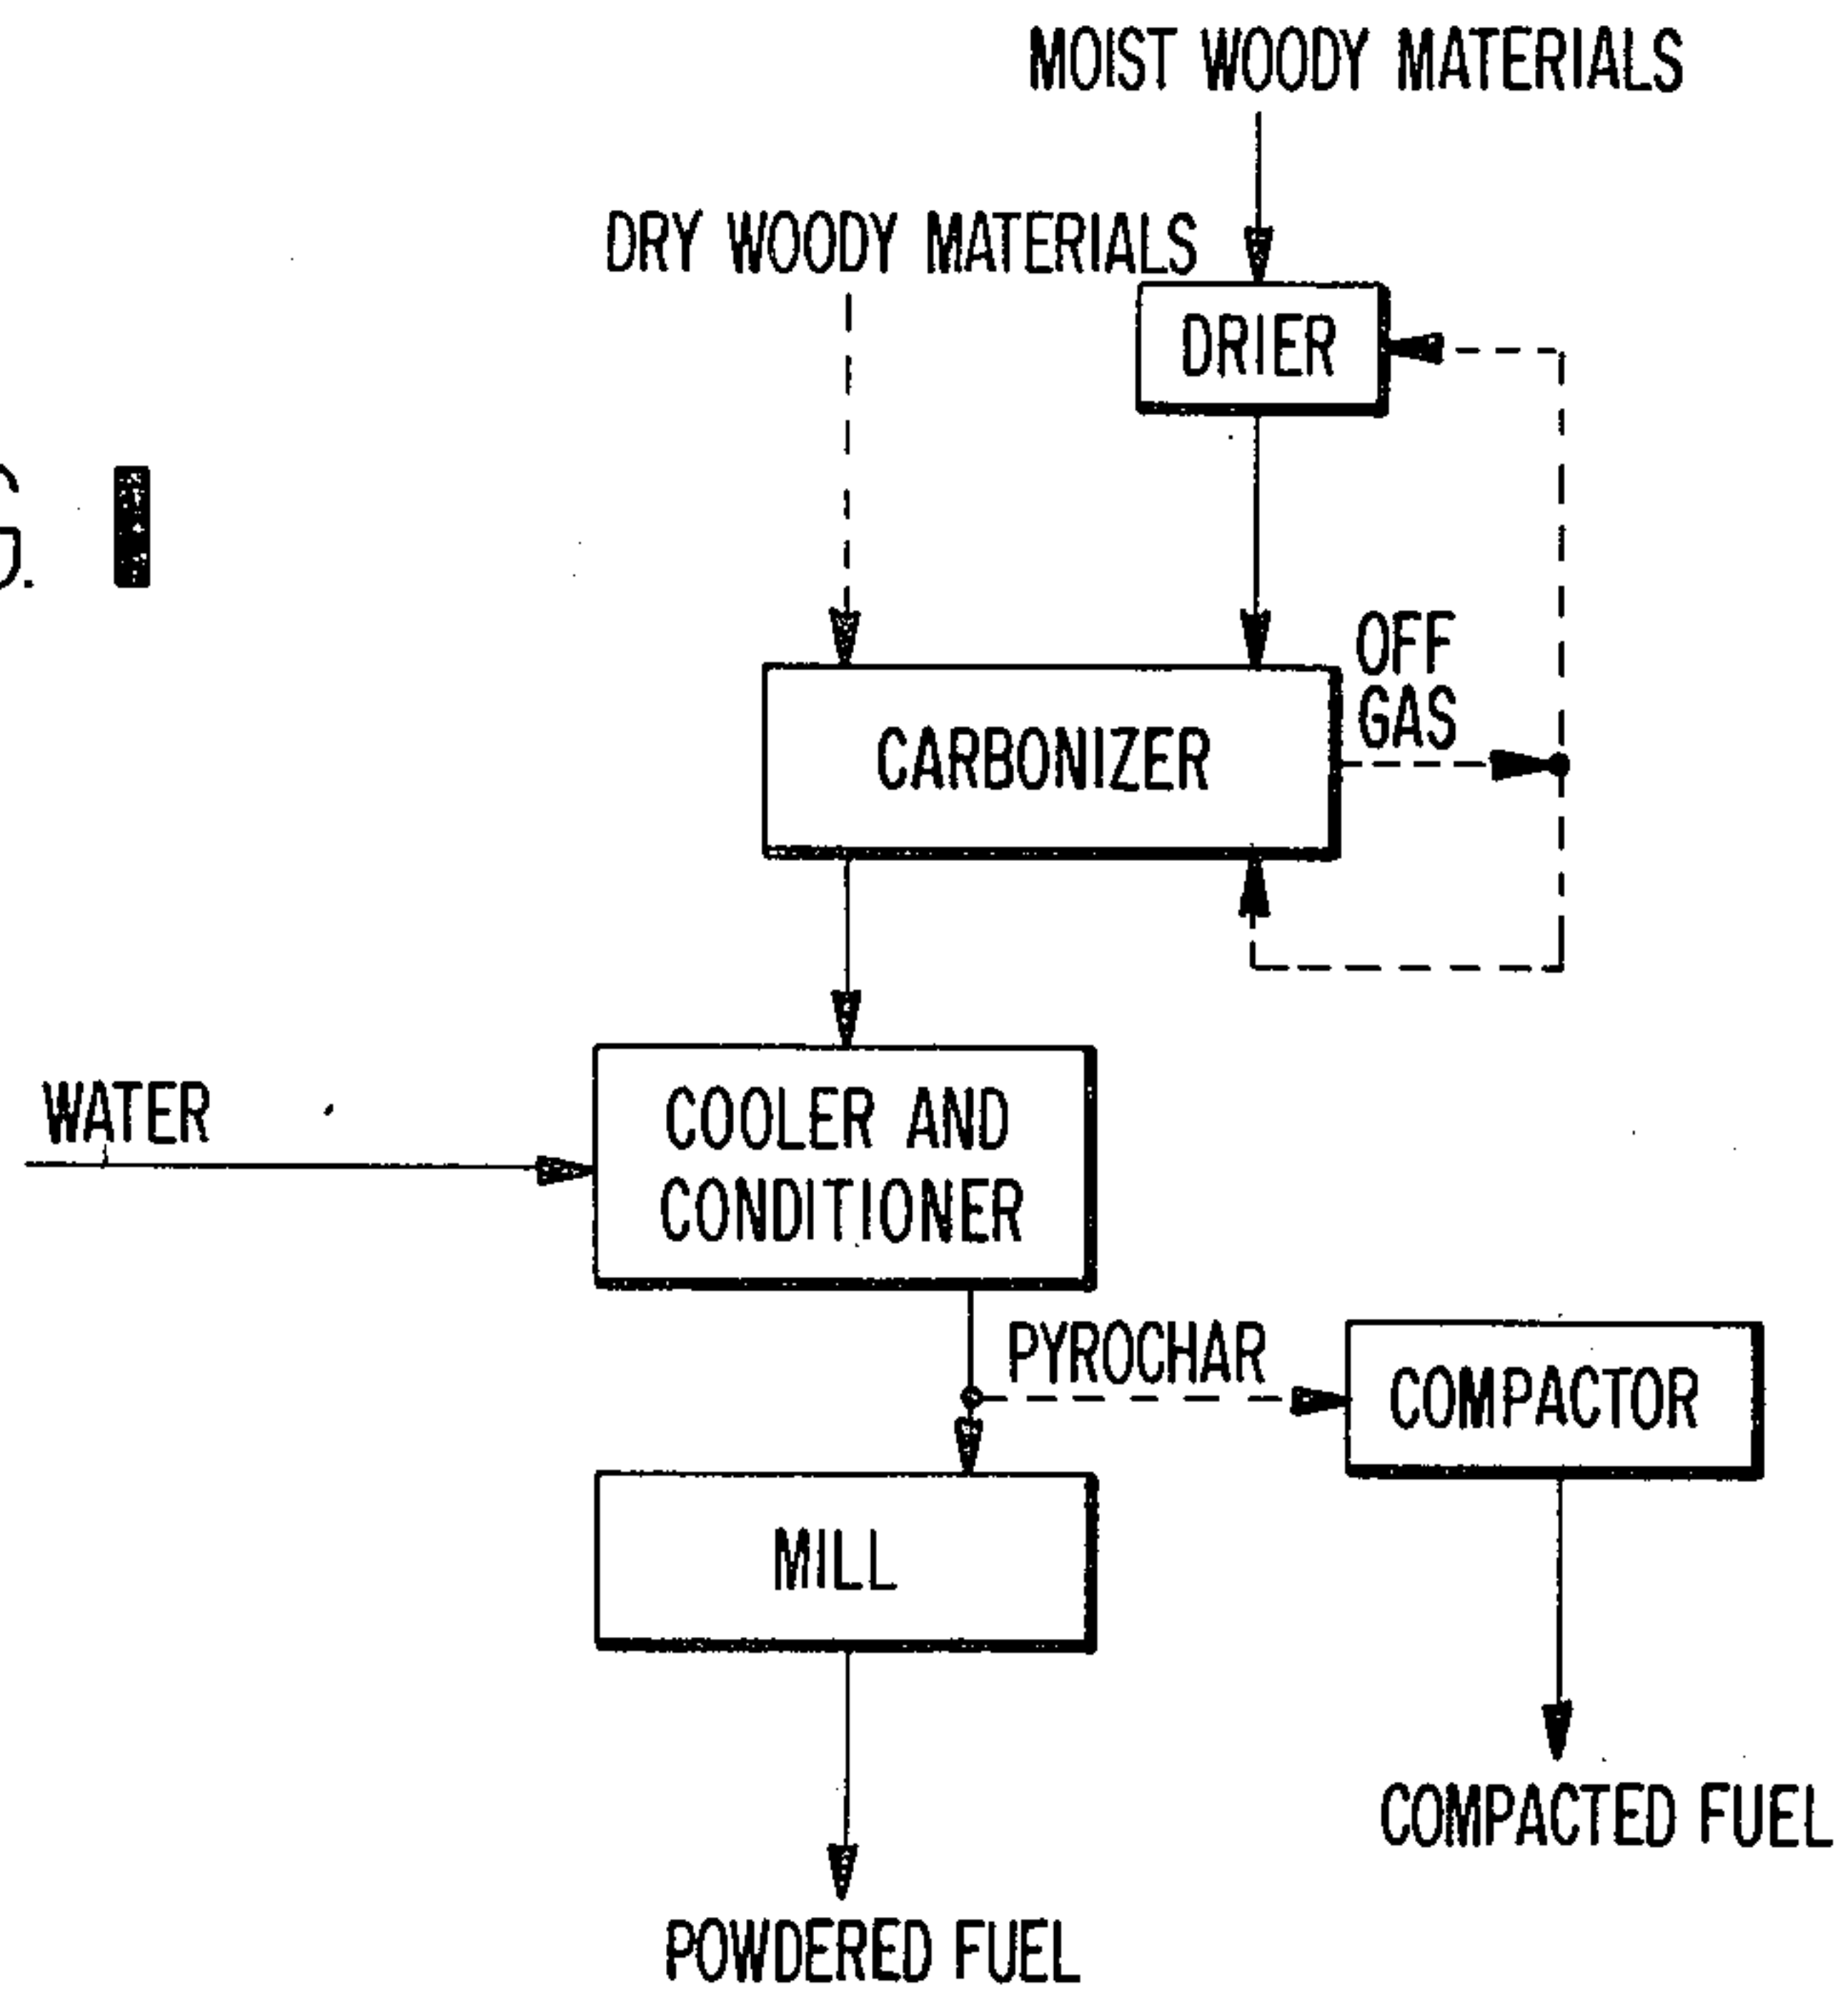 MOIST WOODY MATERIALS
DRY WOODY MATERIALS
DRIER
G. 1
OFF
GAS
CARBONIZER
WATER
COOLER AND
CONDITIONER
PYROCHAR
COMPACTOR
MILL
COMPACTED FUEL
POWDERED FUEL